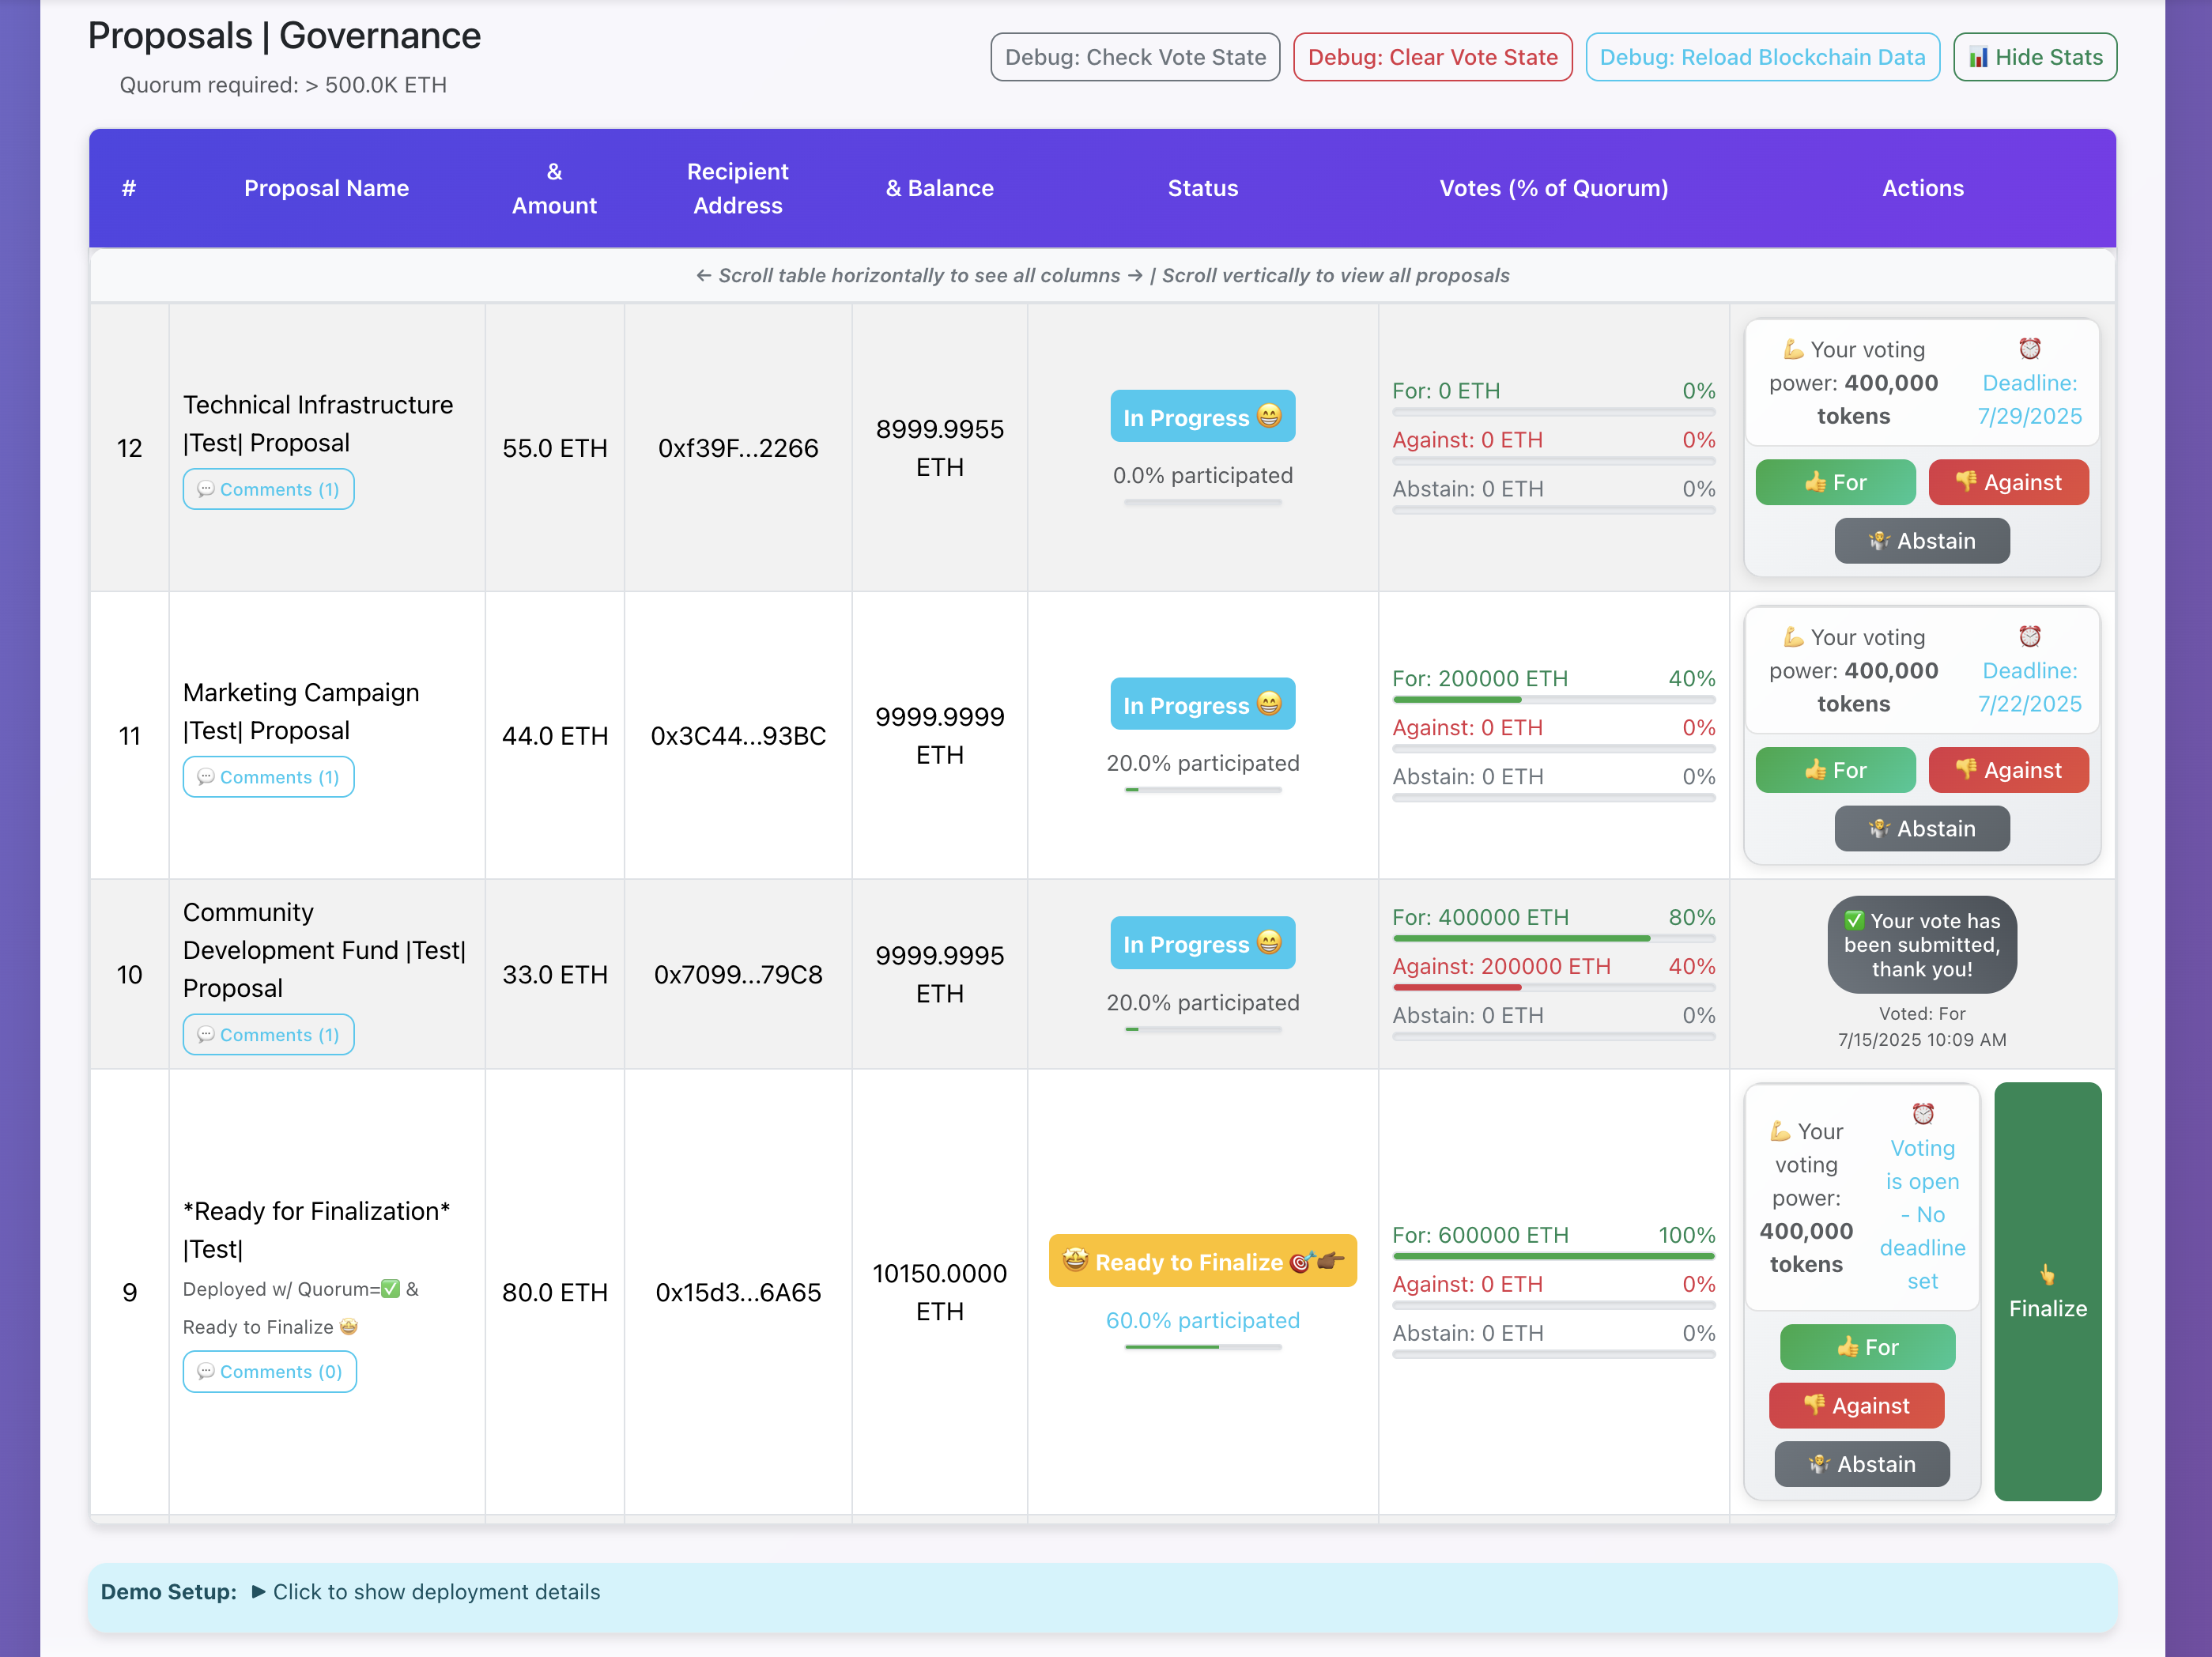 Proposals | Governance
Quorum required: > 500.0K ETH
Debug: Check Vote State
Debug: Clear Vote State
Debug: Reload Blockchain Data
📊 Hide Stats
#
Proposal Name
&
Amount
Recipient
Address
& Balance
Status
Votes (% of Quorum)
Actions
← Scroll table horizontally to see all columns → | Scroll vertically to view all proposals
12
Technical Infrastructure
|Test| Proposal
💬 Comments (1)
55.0 ETH
0xf39F...2266
8999.9955
ETH
In Progress 😁
0.0% participated
For: 0 ETH 0%
Against: 0 ETH 0%
Abstain: 0 ETH 0%
💪 Your voting
power: 400,000
tokens
⏰
Deadline:
7/29/2025
👍 For
👎 Against
🤷 Abstain
11
Marketing Campaign
|Test| Proposal
💬 Comments (1)
44.0 ETH
0x3C44...93BC
9999.9999
ETH
In Progress 😁
20.0% participated
For: 200000 ETH 40%
Against: 0 ETH 0%
Abstain: 0 ETH 0%
💪 Your voting
power: 400,000
tokens
⏰
Deadline:
7/22/2025
👍 For
👎 Against
🤷 Abstain
10
Community
Development Fund |Test|
Proposal
💬 Comments (1)
33.0 ETH
0x7099...79C8
9999.9995
ETH
In Progress 😁
20.0% participated
For: 400000 ETH 80%
Against: 200000 ETH 40%
Abstain: 0 ETH 0%
✅ Your vote has
been submitted,
thank you!
Voted: For
7/15/2025 10:09 AM
9
*Ready for Finalization*
|Test|
Deployed w/ Quorum=✅ &
Ready to Finalize 🤩
💬 Comments (0)
80.0 ETH
0x15d3...6A65
10150.0000
ETH
🤩 Ready to Finalize 🎯👉🏾
60.0% participated
For: 600000 ETH 100%
Against: 0 ETH 0%
Abstain: 0 ETH 0%
💪 Your
voting
power:
400,000
tokens
⏰
Voting
is open
- No
deadline
set
👍 For
👎 Against
🤷 Abstain
👆
Finalize
Demo Setup: ▶ Click to show deployment details